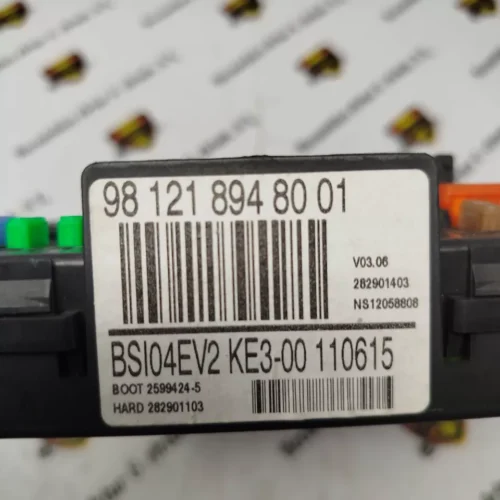 98 121 894 80 01
V03.06
282901403
NS12058808
BSI04EV2 KE3-00 110615
BOOT 2599424-5
HARD 282901103